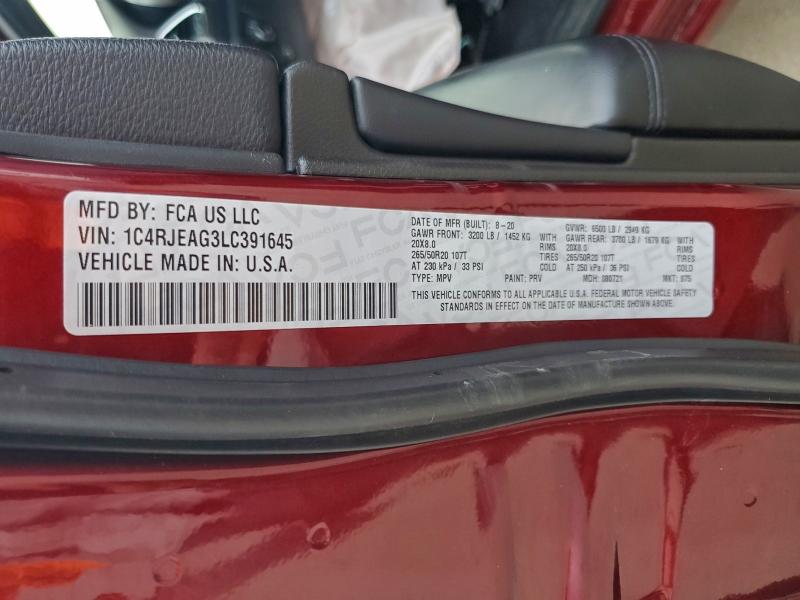 MFD BY: FCA US LLC
VIN: 1C4RJEAG3LC391645
VEHICLE MADE IN: U.S.A.
DATE OF MFR (BUILT): 8-20 GVWR: 6500 LB / 2949 KG
GAWR FRONT: 3200 LB / 1452 KG WITH GAWR REAR: 3700 LB / 1679 KG WITH
20X8.0 RIMS 20X8.0 RIMS
265/50R20 107T TIRES 265/50R20 107T TIRES
AT 230 kPa / 33 PSI COLD AT 250 kPa / 36 PSI COLD
TYPE: MPV PAINT: PRV MDH: 080721 MKT: 875
THIS VEHICLE CONFORMS TO ALL APPLICABLE U.S.A. FEDERAL MOTOR VEHICLE SAFETY
STANDARDS IN EFFECT ON THE DATE OF MANUFACTURE SHOWN ABOVE.